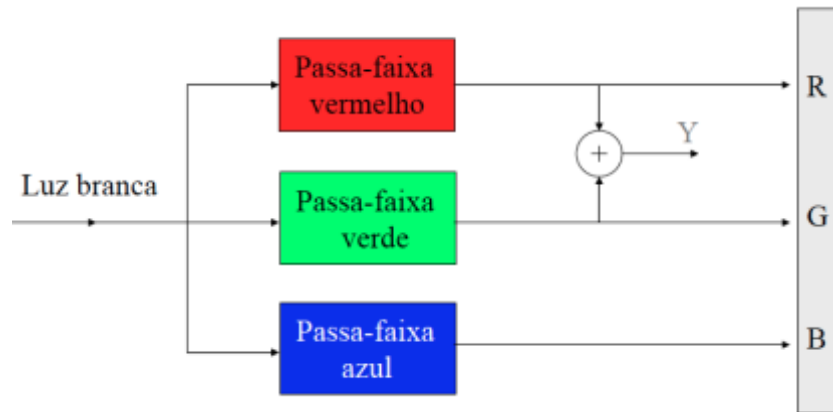 Passa-faixa
vermelho
R
Y
+
Luz branca
Passa-faixa
verde
G
Passa-faixa
azul
B